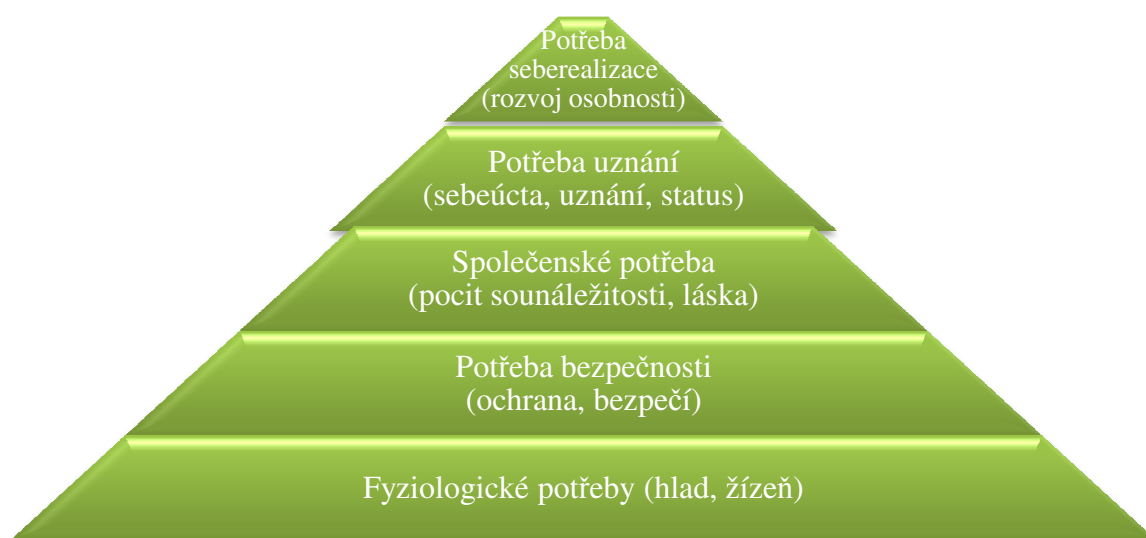 Potřeba
seberealizace
(rozvoj osobnosti)
Potřeba uznání
(sebeúcta, uznání, status)
Společenské potřeba
(pocit sounáležitosti, láska)
Potřeba bezpečnosti
(ochrana, bezpečí)
Fyziologické potřeby (hlad, žízeň)